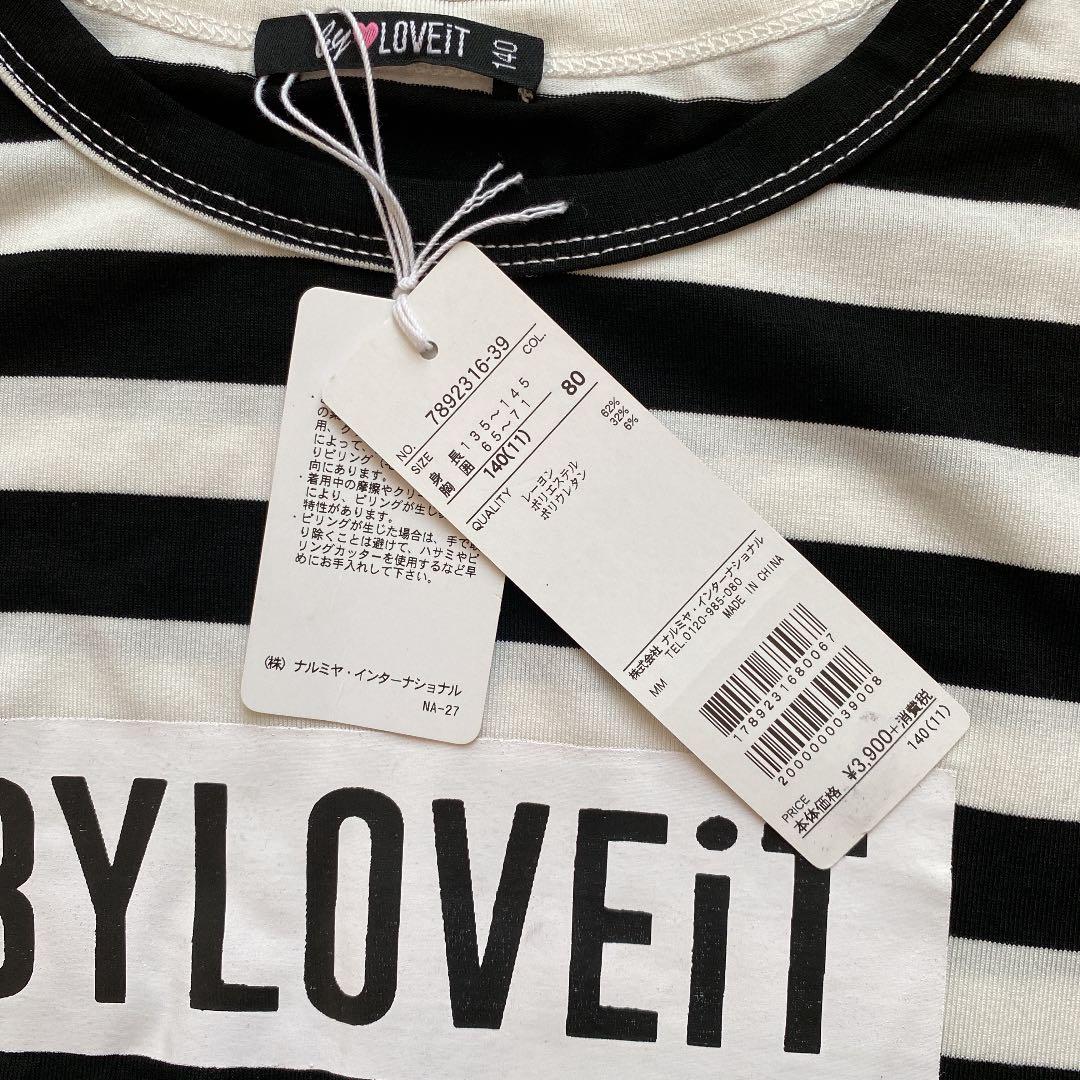 by LOVEiT 140
NO. 7892316-39
COL.
SIZE
身長 135~145
胸囲 65~71
140(11) 80
QUALITY
レーヨン 62%
ポリエステル 32%
ポリウレタン 6%
株式会社 ナルミヤ・インターナショナル
TEL.0120-985-080
MADE IN CHINA
MM
1789231680067
2000000039008
PRICE
本体価格 ¥3,900+消費税
140(11)
用、
によって、
りピリング
向にあります。
・着用中の摩擦やクリー
により、ピリングが生じ
特性があります。
・ピリングが生じた場合は、手で
り除くことは避けて、ハサミやピ
リングカッターを使用するなど早
めにお手入れして下さい。
(株) ナルミヤ・インターナショナル
NA-27
BYLOVEiT